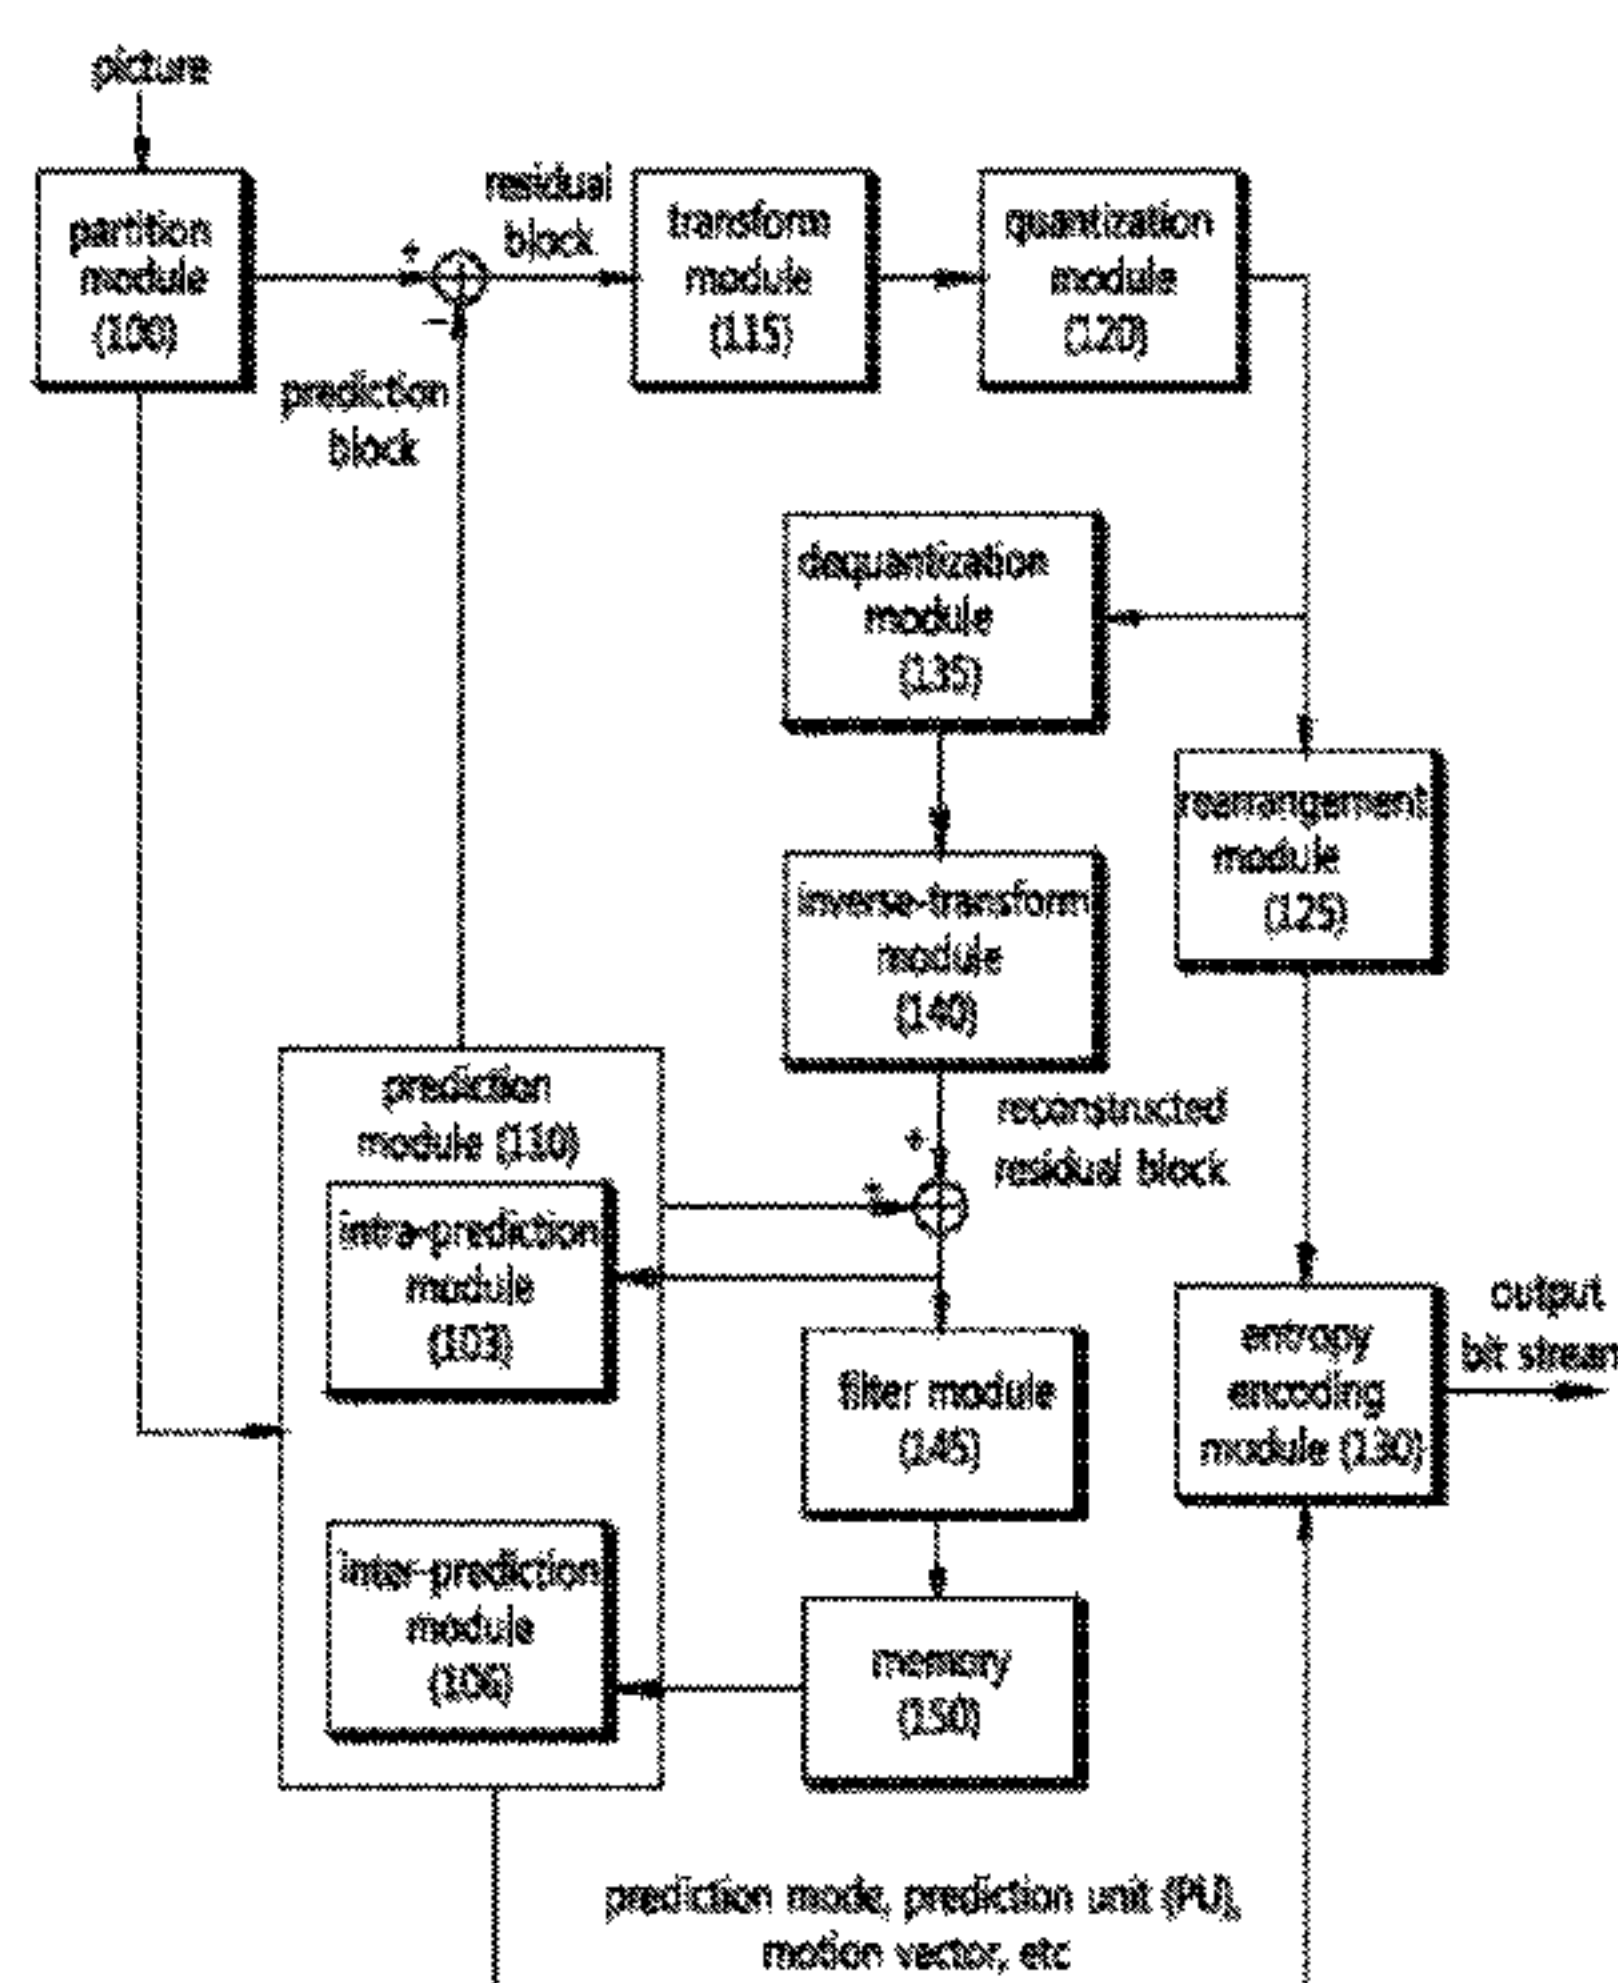 picture
partition
module
(100)
+
−
residual
block
prediction
block
transform
module
(115)
quantization
module
(120)
dequantization
module
(135)
rearrangement
module
(125)
inverse-transform
module
(140)
reconstructed
residual block
+
+
prediction
module (110)
intra-prediction
module
(103)
filter module
(145)
entropy
encoding
module (130)
output
bit stream
inter-prediction
module
(106)
memory
(150)
prediction mode, prediction unit (PU),
motion vector, etc